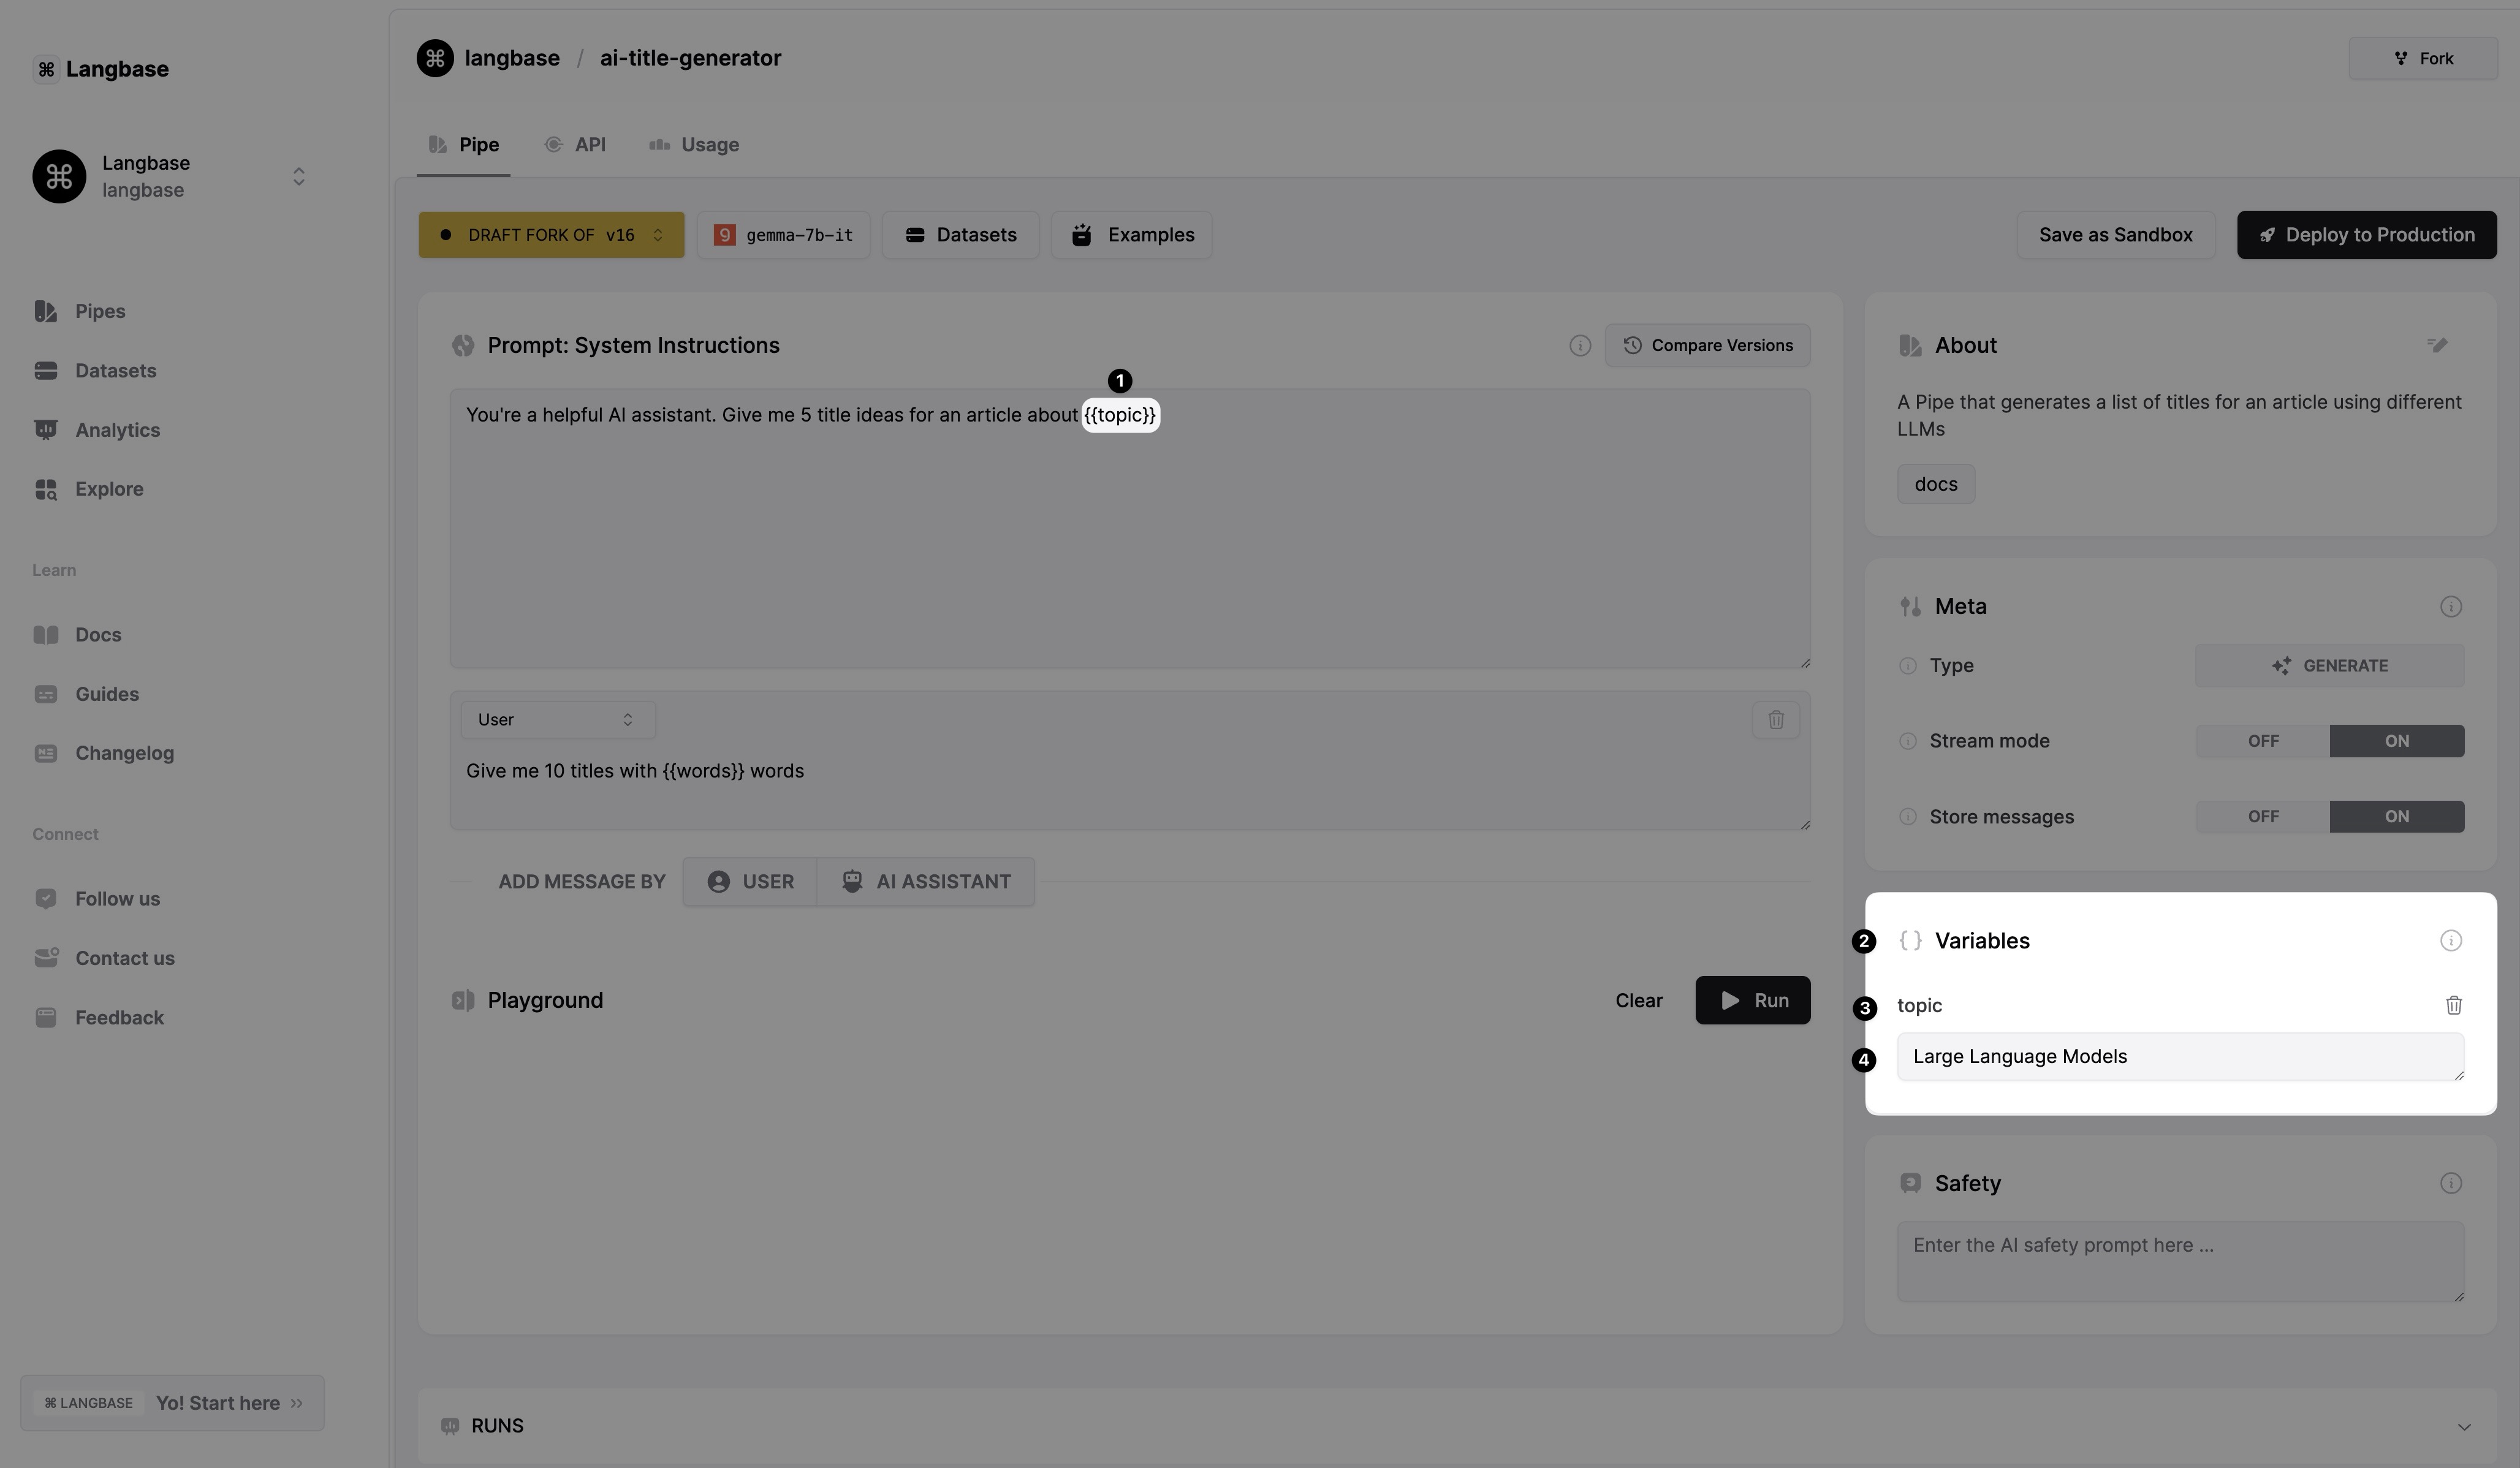 Langbase
Langbase
langbase
Pipes
Datasets
Analytics
Explore
Learn
Docs
Guides
Changelog
Connect
Follow us
Contact us
Feedback
LANGBASE Yo! Start here
langbase / ai-title-generator
Fork
Pipe API Usage
DRAFT FORK OF v16
9 gemma-7b-it
Datasets
Examples
Save as Sandbox
Deploy to Production
Prompt: System Instructions
Compare Versions
1
You're a helpful AI assistant. Give me 5 title ideas for an article about {{topic}}
User
Give me 10 titles with {{words}} words
ADD MESSAGE BY USER AI ASSISTANT
Playground
Clear
Run
About
A Pipe that generates a list of titles for an article using different
LLMs
docs
Meta
Type GENERATE
Stream mode OFF ON
Store messages OFF ON
2 { } Variables
3 topic
4 Large Language Models
Safety
Enter the AI safety prompt here ...
RUNS